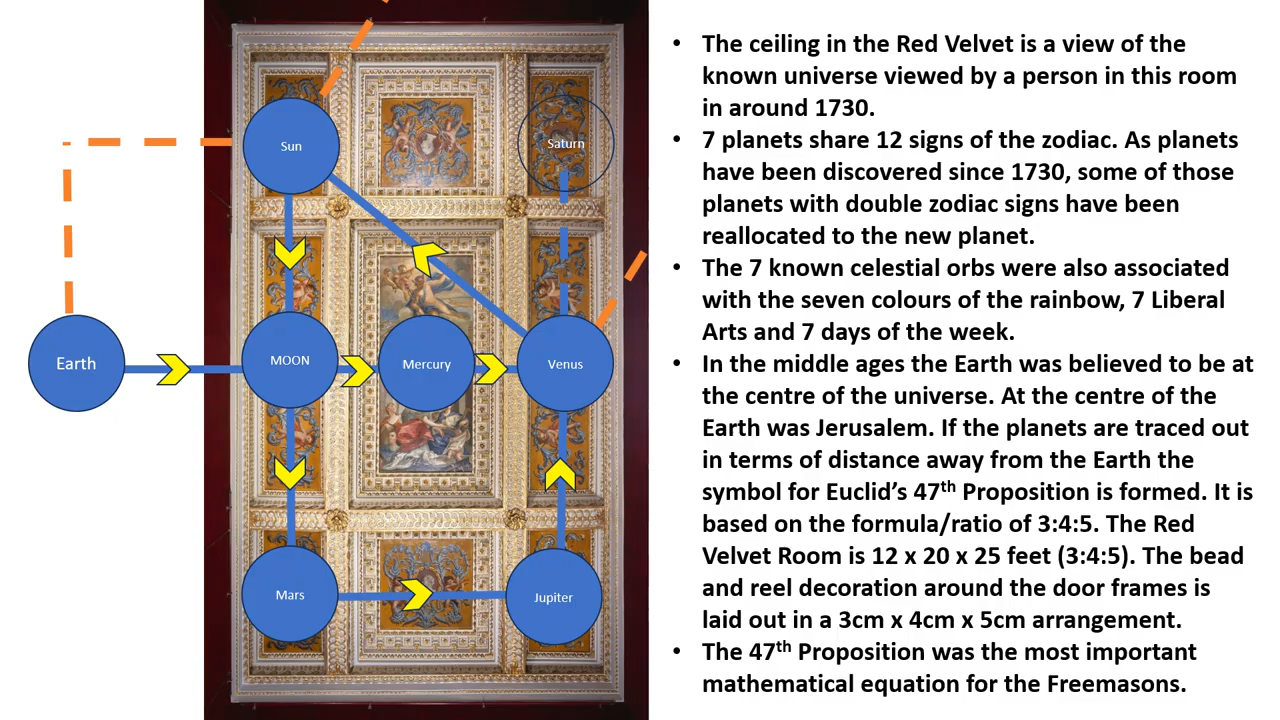 Sun
Saturn
Earth
MOON
Mercury
Venus
Mars
Jupiter
• The ceiling in the Red Velvet is a view of the
known universe viewed by a person in this room
in around 1730.
• 7 planets share 12 signs of the zodiac. As planets
have been discovered since 1730, some of those
planets with double zodiac signs have been
reallocated to the new planet.
• The 7 known celestial orbs were also associated
with the seven colours of the rainbow, 7 Liberal
Arts and 7 days of the week.
• In the middle ages the Earth was believed to be at
the centre of the universe. At the centre of the
Earth was Jerusalem. If the planets are traced out
in terms of distance away from the Earth the
symbol for Euclid’s 47th Proposition is formed. It is
based on the formula/ratio of 3:4:5. The Red
Velvet Room is 12 x 20 x 25 feet (3:4:5). The bead
and reel decoration around the door frames is
laid out in a 3cm x 4cm x 5cm arrangement.
• The 47th Proposition was the most important
mathematical equation for the Freemasons.